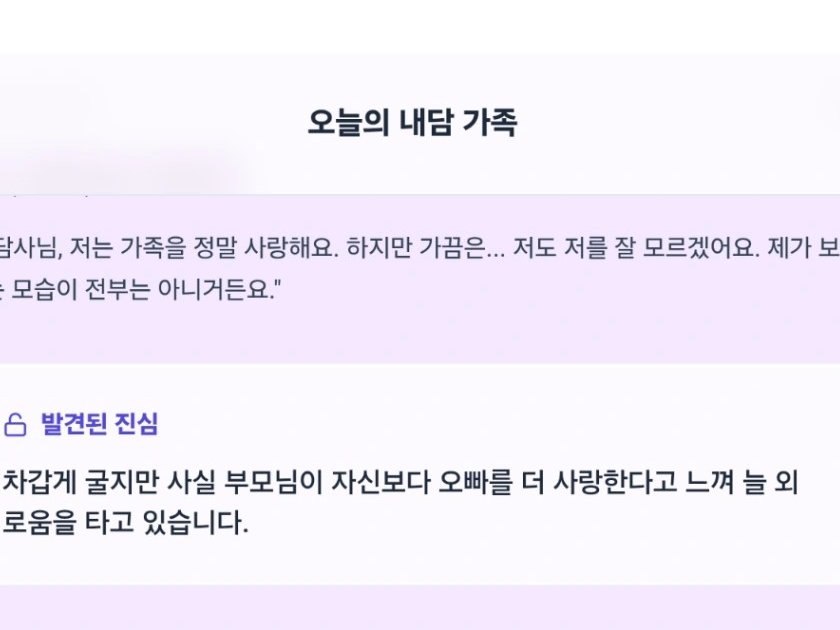 오늘의 내담 가족
담사님, 저는 가족을 정말 사랑해요. 하지만 가끔은... 저도 저를 잘 모르겠어요. 제가 보
는 모습이 전부는 아니거든요."
발견된 진심
차갑게 굴지만 사실 부모님이 자신보다 오빠를 더 사랑한다고 느껴 늘 외
로움을 타고 있습니다.